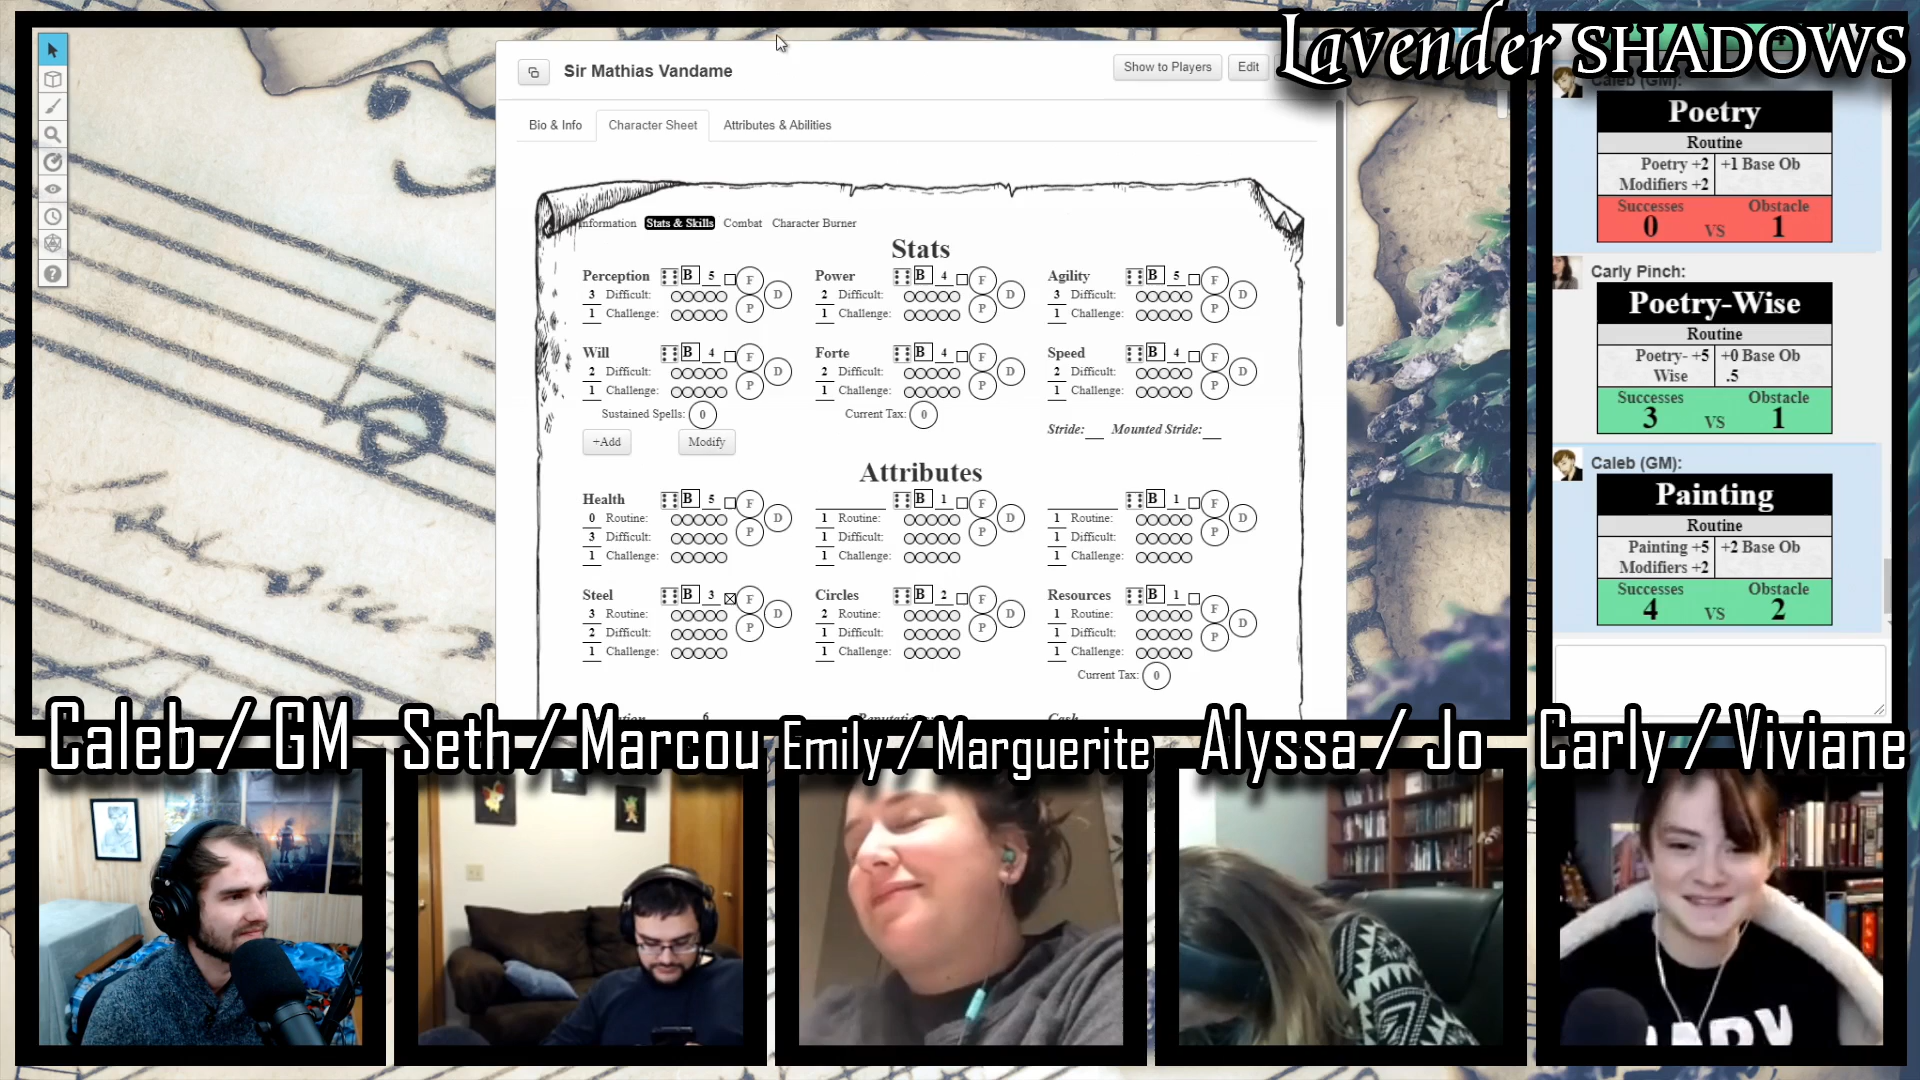 Lavender SHADOWS
Sir Mathias Vandame
Show to Players
Edit
Bio & Info
Character Sheet
Attributes & Abilities
Information
Stats & Skills
Combat
Character Burner
Stats
Perception B 5 F D P
3 Difficult:
1 Challenge:
Power B 4 F D P
2 Difficult:
1 Challenge:
Agility B 5 F D P
3 Difficult:
1 Challenge:
Will B 4 F D P
2 Difficult:
1 Challenge:
Sustained Spells: 0
+Add
Modify
Forte B 4 F D P
2 Difficult:
1 Challenge:
Current Tax: 0
Speed B 4 F D P
2 Difficult:
1 Challenge:
Stride: Mounted Stride:
Attributes
Health B 5 F D P
0 Routine:
3 Difficult:
1 Challenge:
B 1 F D P
1 Routine:
1 Difficult:
1 Challenge:
B 1 F D P
1 Routine:
1 Difficult:
1 Challenge:
Steel B 3 F D P
3 Routine:
2 Difficult:
1 Challenge:
Circles B 2 F D P
2 Routine:
1 Difficult:
1 Challenge:
Resources B 1 F D P
1 Routine:
1 Difficult:
1 Challenge:
Current Tax: 0
6
Cash
Caleb (GM):
Poetry
Routine
Poetry +2 +1 Base Ob
Modifiers +2
Successes Obstacle
0 VS 1
Carly Pinch:
Poetry-Wise
Routine
Poetry- +5 +0 Base Ob
Wise .5
Successes Obstacle
3 VS 1
Caleb (GM):
Painting
Routine
Painting +5 +2 Base Ob
Modifiers +2
Successes Obstacle
4 VS 2
Caleb / GM
Seth / Marcou
Emily / Marguerite
Alyssa / Jo
Carly / Viviane